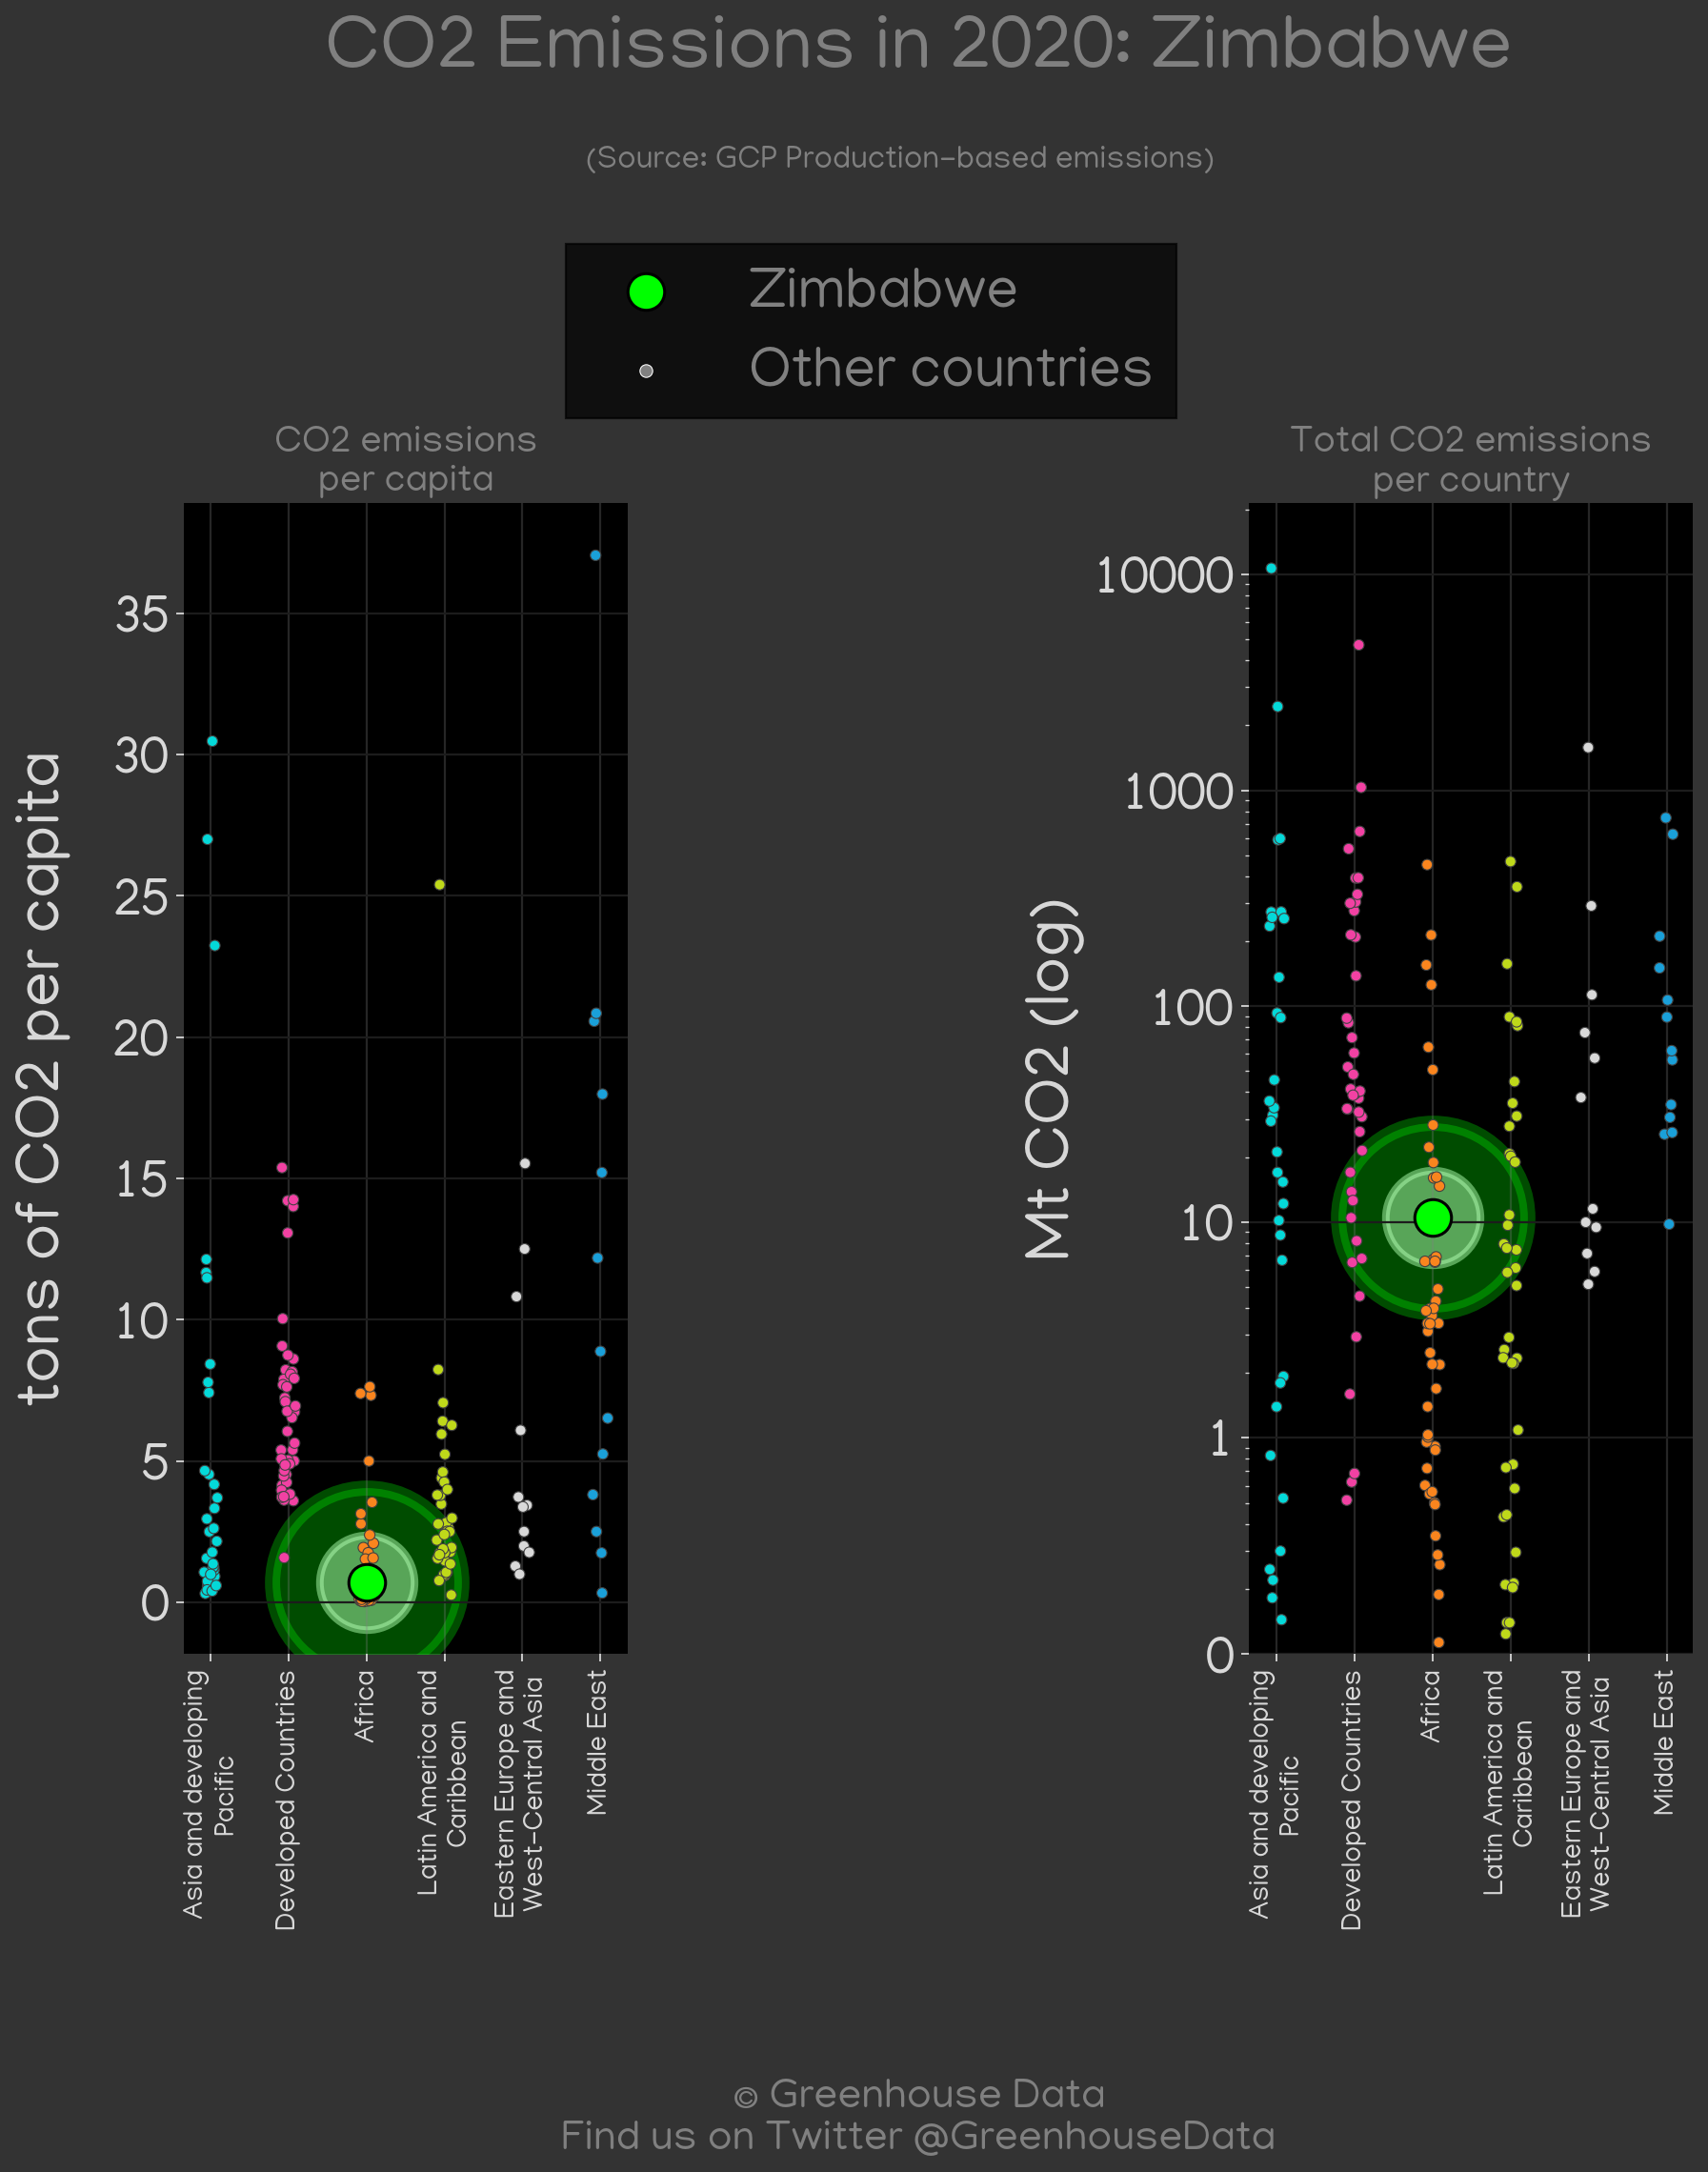 CO2 Emissions in 2020: Zimbabwe
(Source: GCP Production-based emissions)
Zimbabwe
Other countries
CO2 emissions
per capita
tons of CO2 per capita
35
30
25
20
15
10
5
0
Asia and developing
Pacific
Developed Countries
Africa
Latin America and
Caribbean
Eastern Europe and
West-Central Asia
Middle East
Total CO2 emissions
per country
Mt CO2 (log)
10000
1000
100
10
1
0
Asia and developing
Pacific
Developed Countries
Africa
Latin America and
Caribbean
Eastern Europe and
West-Central Asia
Middle East
© Greenhouse Data
Find us on Twitter @GreenhouseData